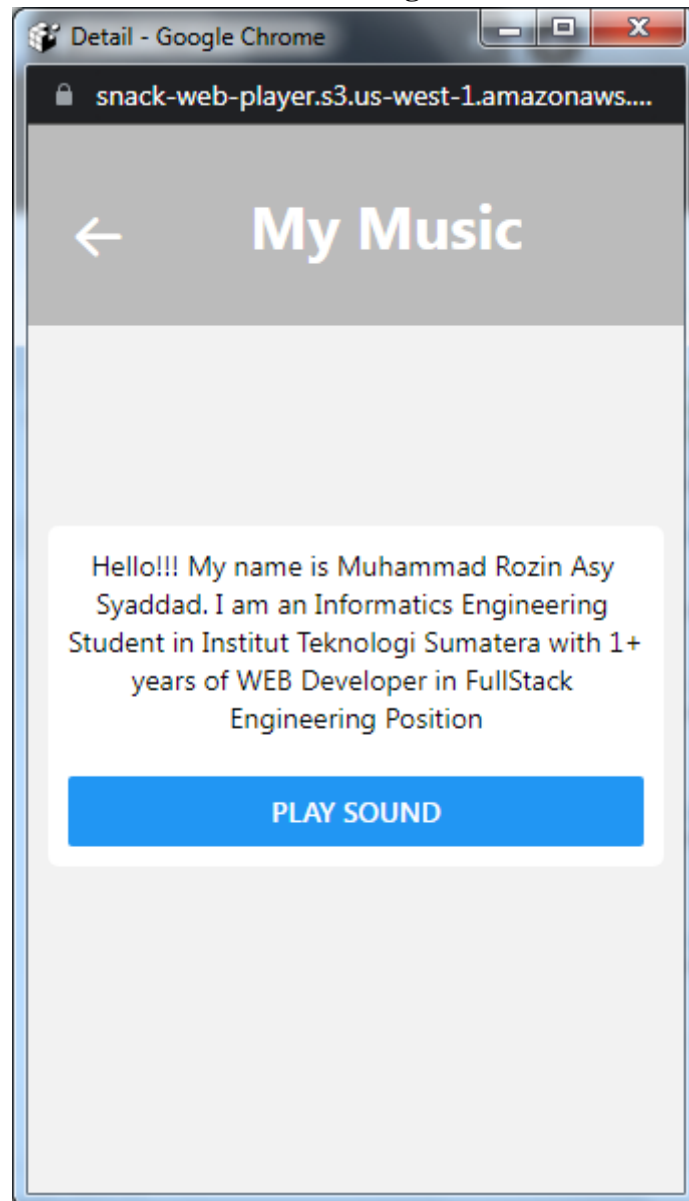 Detail - Google Chrome
snack-web-player.s3.us-west-1.amazonaws....
My Music
Hello!!! My name is Muhammad Rozin Asy
Syaddad. I am an Informatics Engineering
Student in Institut Teknologi Sumatera with 1+
years of WEB Developer in FullStack
Engineering Position
PLAY SOUND